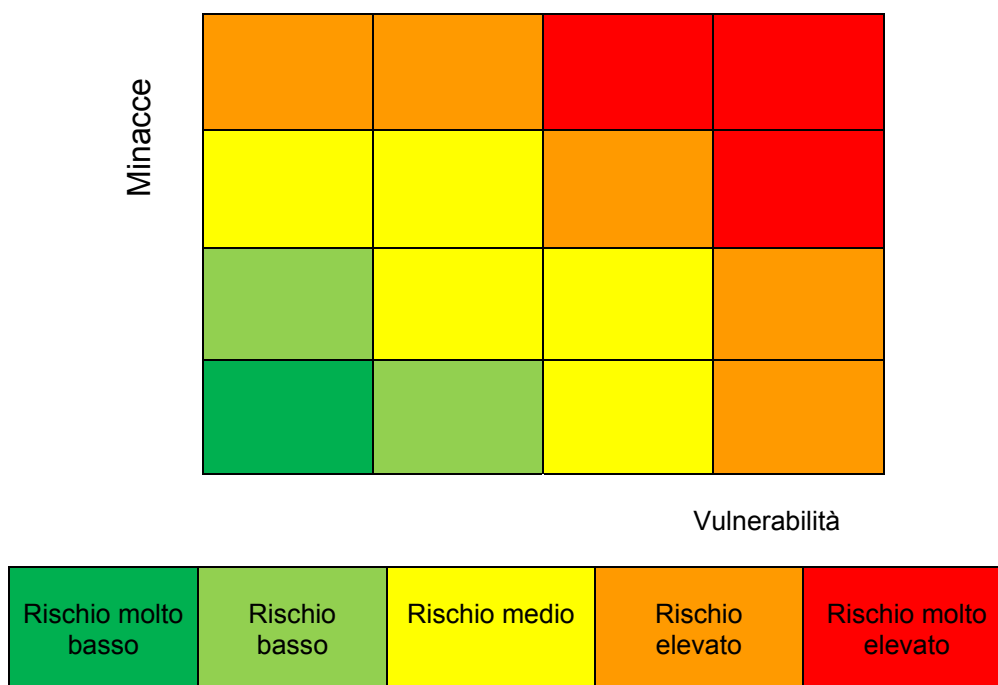 Minacce
Vulnerabilità
Rischio molto
basso
Rischio
basso
Rischio medio
Rischio
elevato
Rischio molto
elevato